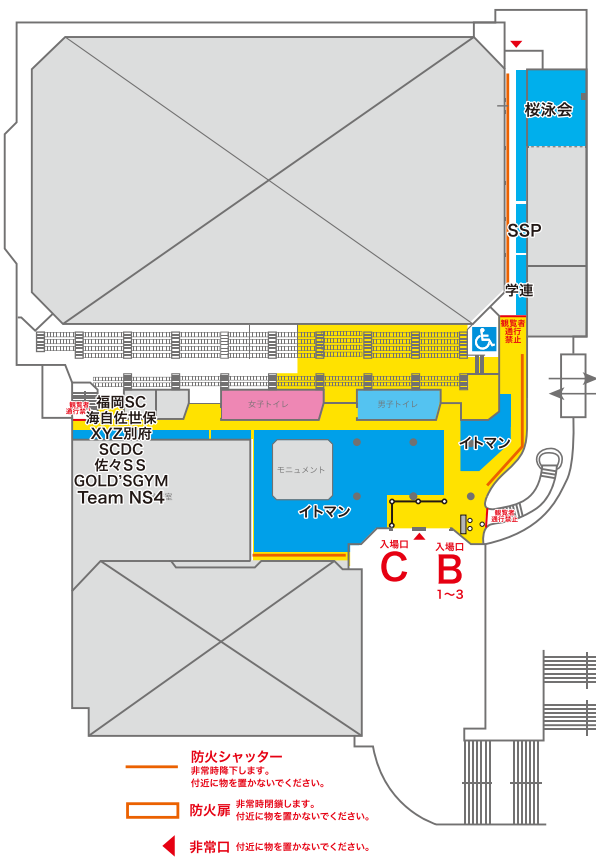 桜泳会
SSP
学連
観覧者
通行
禁止
観覧者
通行禁止
福岡SC
海自佐世保
XYZ別府
SCDC
佐々SS
GOLD'SGYM
Team NS4
室
女子トイレ
男子トイレ
イトマン
モニュメント
イトマン
観覧者
通行禁止
入場口
C
入場口
B
1〜3
防火シャッター
非常時降下します。
付近に物を置かないでください。
防火扉
非常時閉鎖します。
付近に物を置かないでください。
非常口
付近に物を置かないでください。